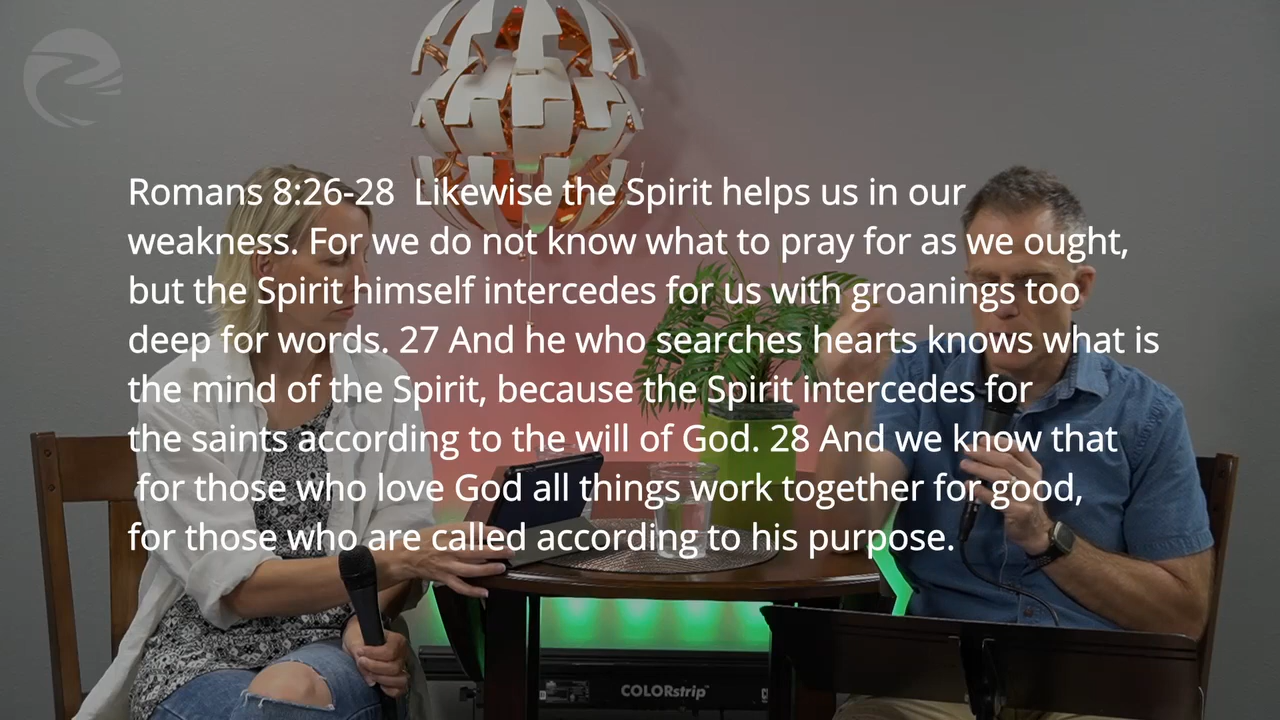 Romans 8:26-28  Likewise the Spirit helps us in our
weakness. For we do not know what to pray for as we ought,
but the Spirit himself intercedes for us with groanings too
deep for words. 27 And he who searches hearts knows what is
the mind of the Spirit, because the Spirit intercedes for
the saints according to the will of God. 28 And we know that
for those who love God all things work together for good,
for those who are called according to his purpose.
COLORstrip™